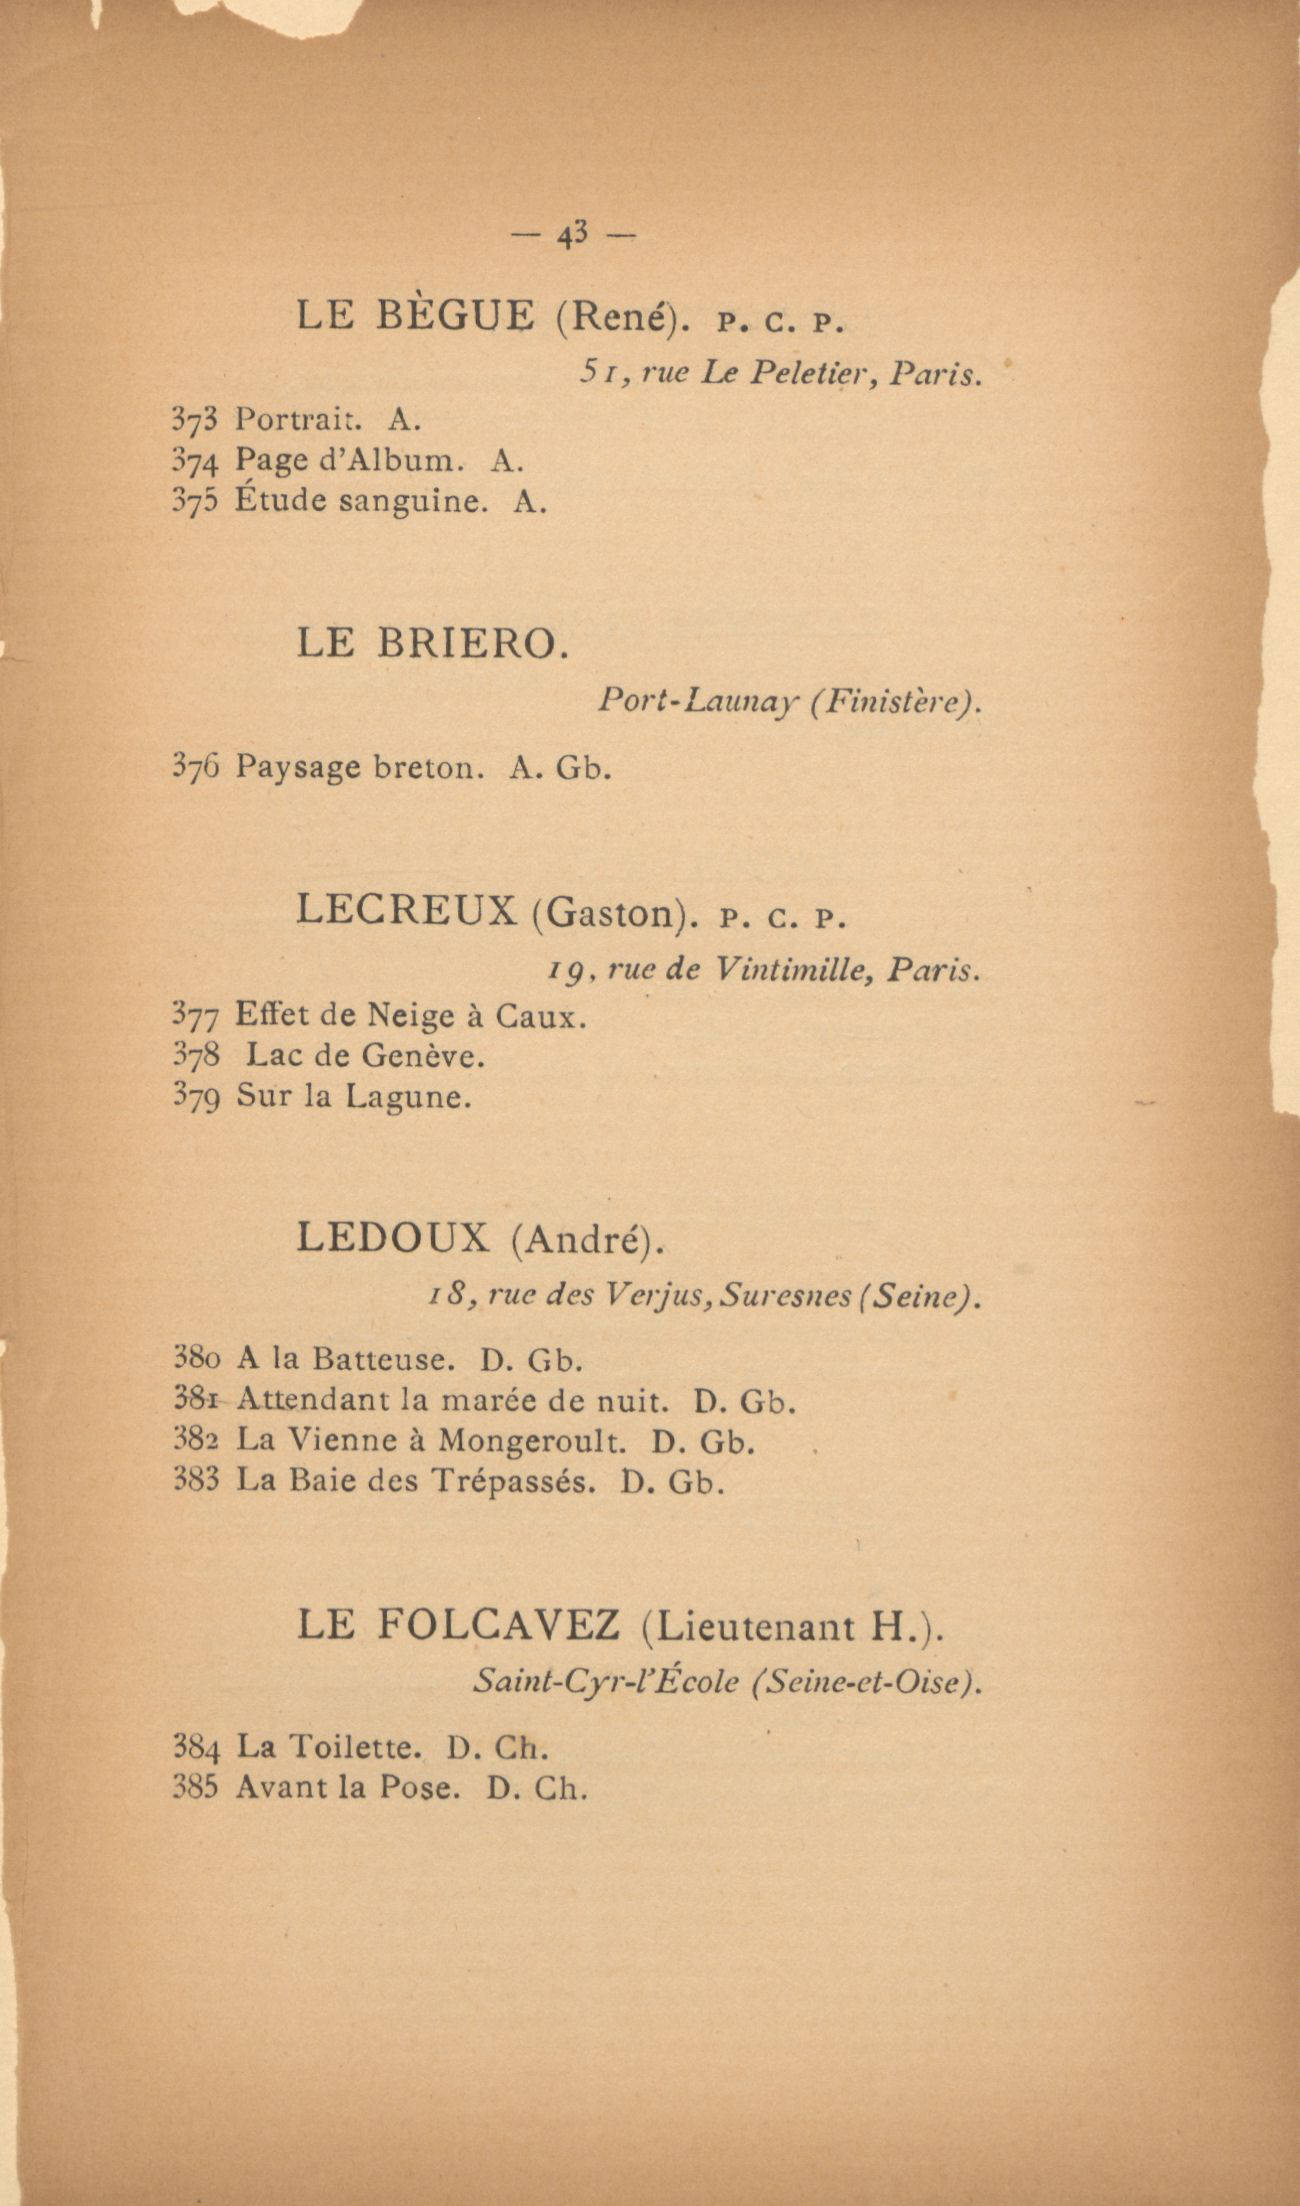 — 43 —
LE BÈGUE (René). P. C. P.
51, rue Le Peletier, Paris.
373 Portrait. A.
374 Page d'Album. A.
375 Étude sanguine. A.
LE BRIERO.
Port-Launay (Finistère).
376 Paysage breton. A. Gb.
LECREUX (Gaston). P. C. P.
19, rue de Vintimille, Paris.
377 Effet de Neige à Caux.
378 Lac de Genève.
379 Sur la Lagune.
LEDOUX (André).
18, rue des Verjus, Suresnes (Seine).
380 A la Batteuse. D. Gb.
381 Attendant la marée de nuit. D. Gb.
382 La Vienne à Mongeroult. D. Gb.
383 La Baie des Trépassés. D. Gb.
LE FOLCAVEZ (Lieutenant H.).
Saint-Cyr-l'École (Seine-et-Oise).
384 La Toilette. D. Ch.
385 Avant la Pose. D. Ch.